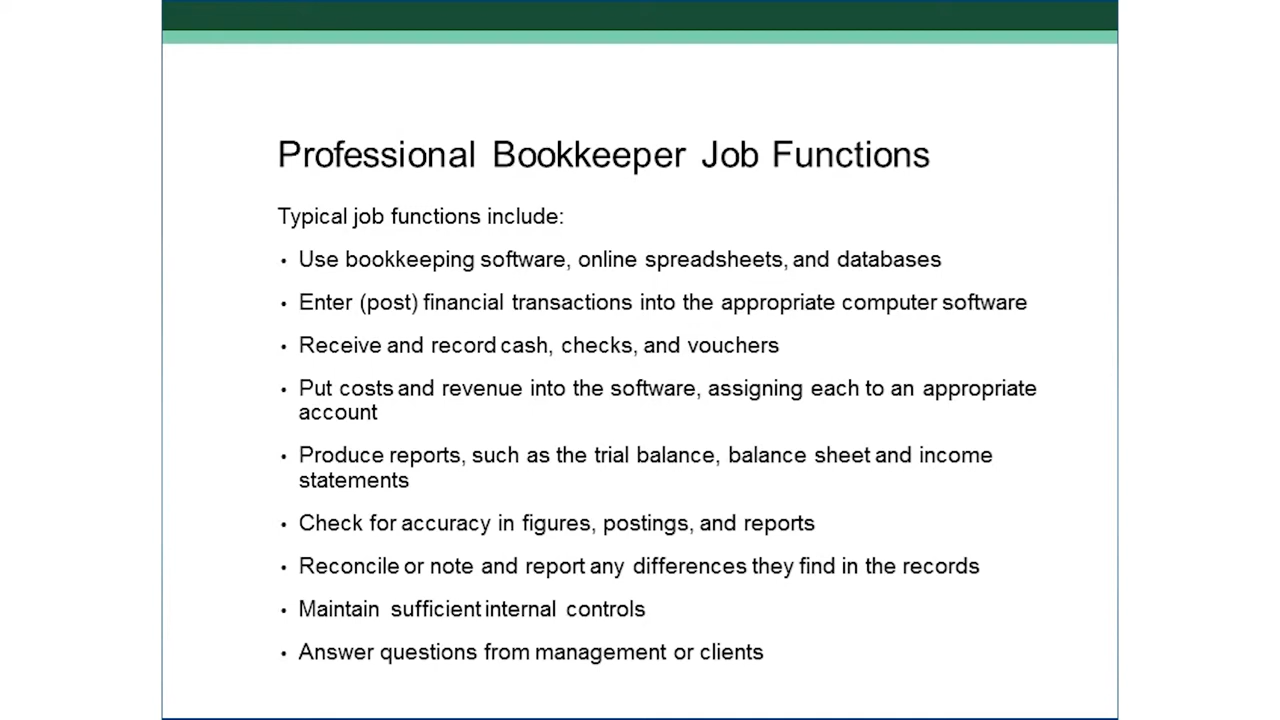 Professional Bookkeeper Job Functions
Typical job functions include:
• Use bookkeeping software, online spreadsheets, and databases
• Enter (post) financial transactions into the appropriate computer software
• Receive and record cash, checks, and vouchers
• Put costs and revenue into the software, assigning each to an appropriate
account
• Produce reports, such as the trial balance, balance sheet and income
statements
• Check for accuracy in figures, postings, and reports
• Reconcile or note and report any differences they find in the records
• Maintain sufficient internal controls
• Answer questions from management or clients